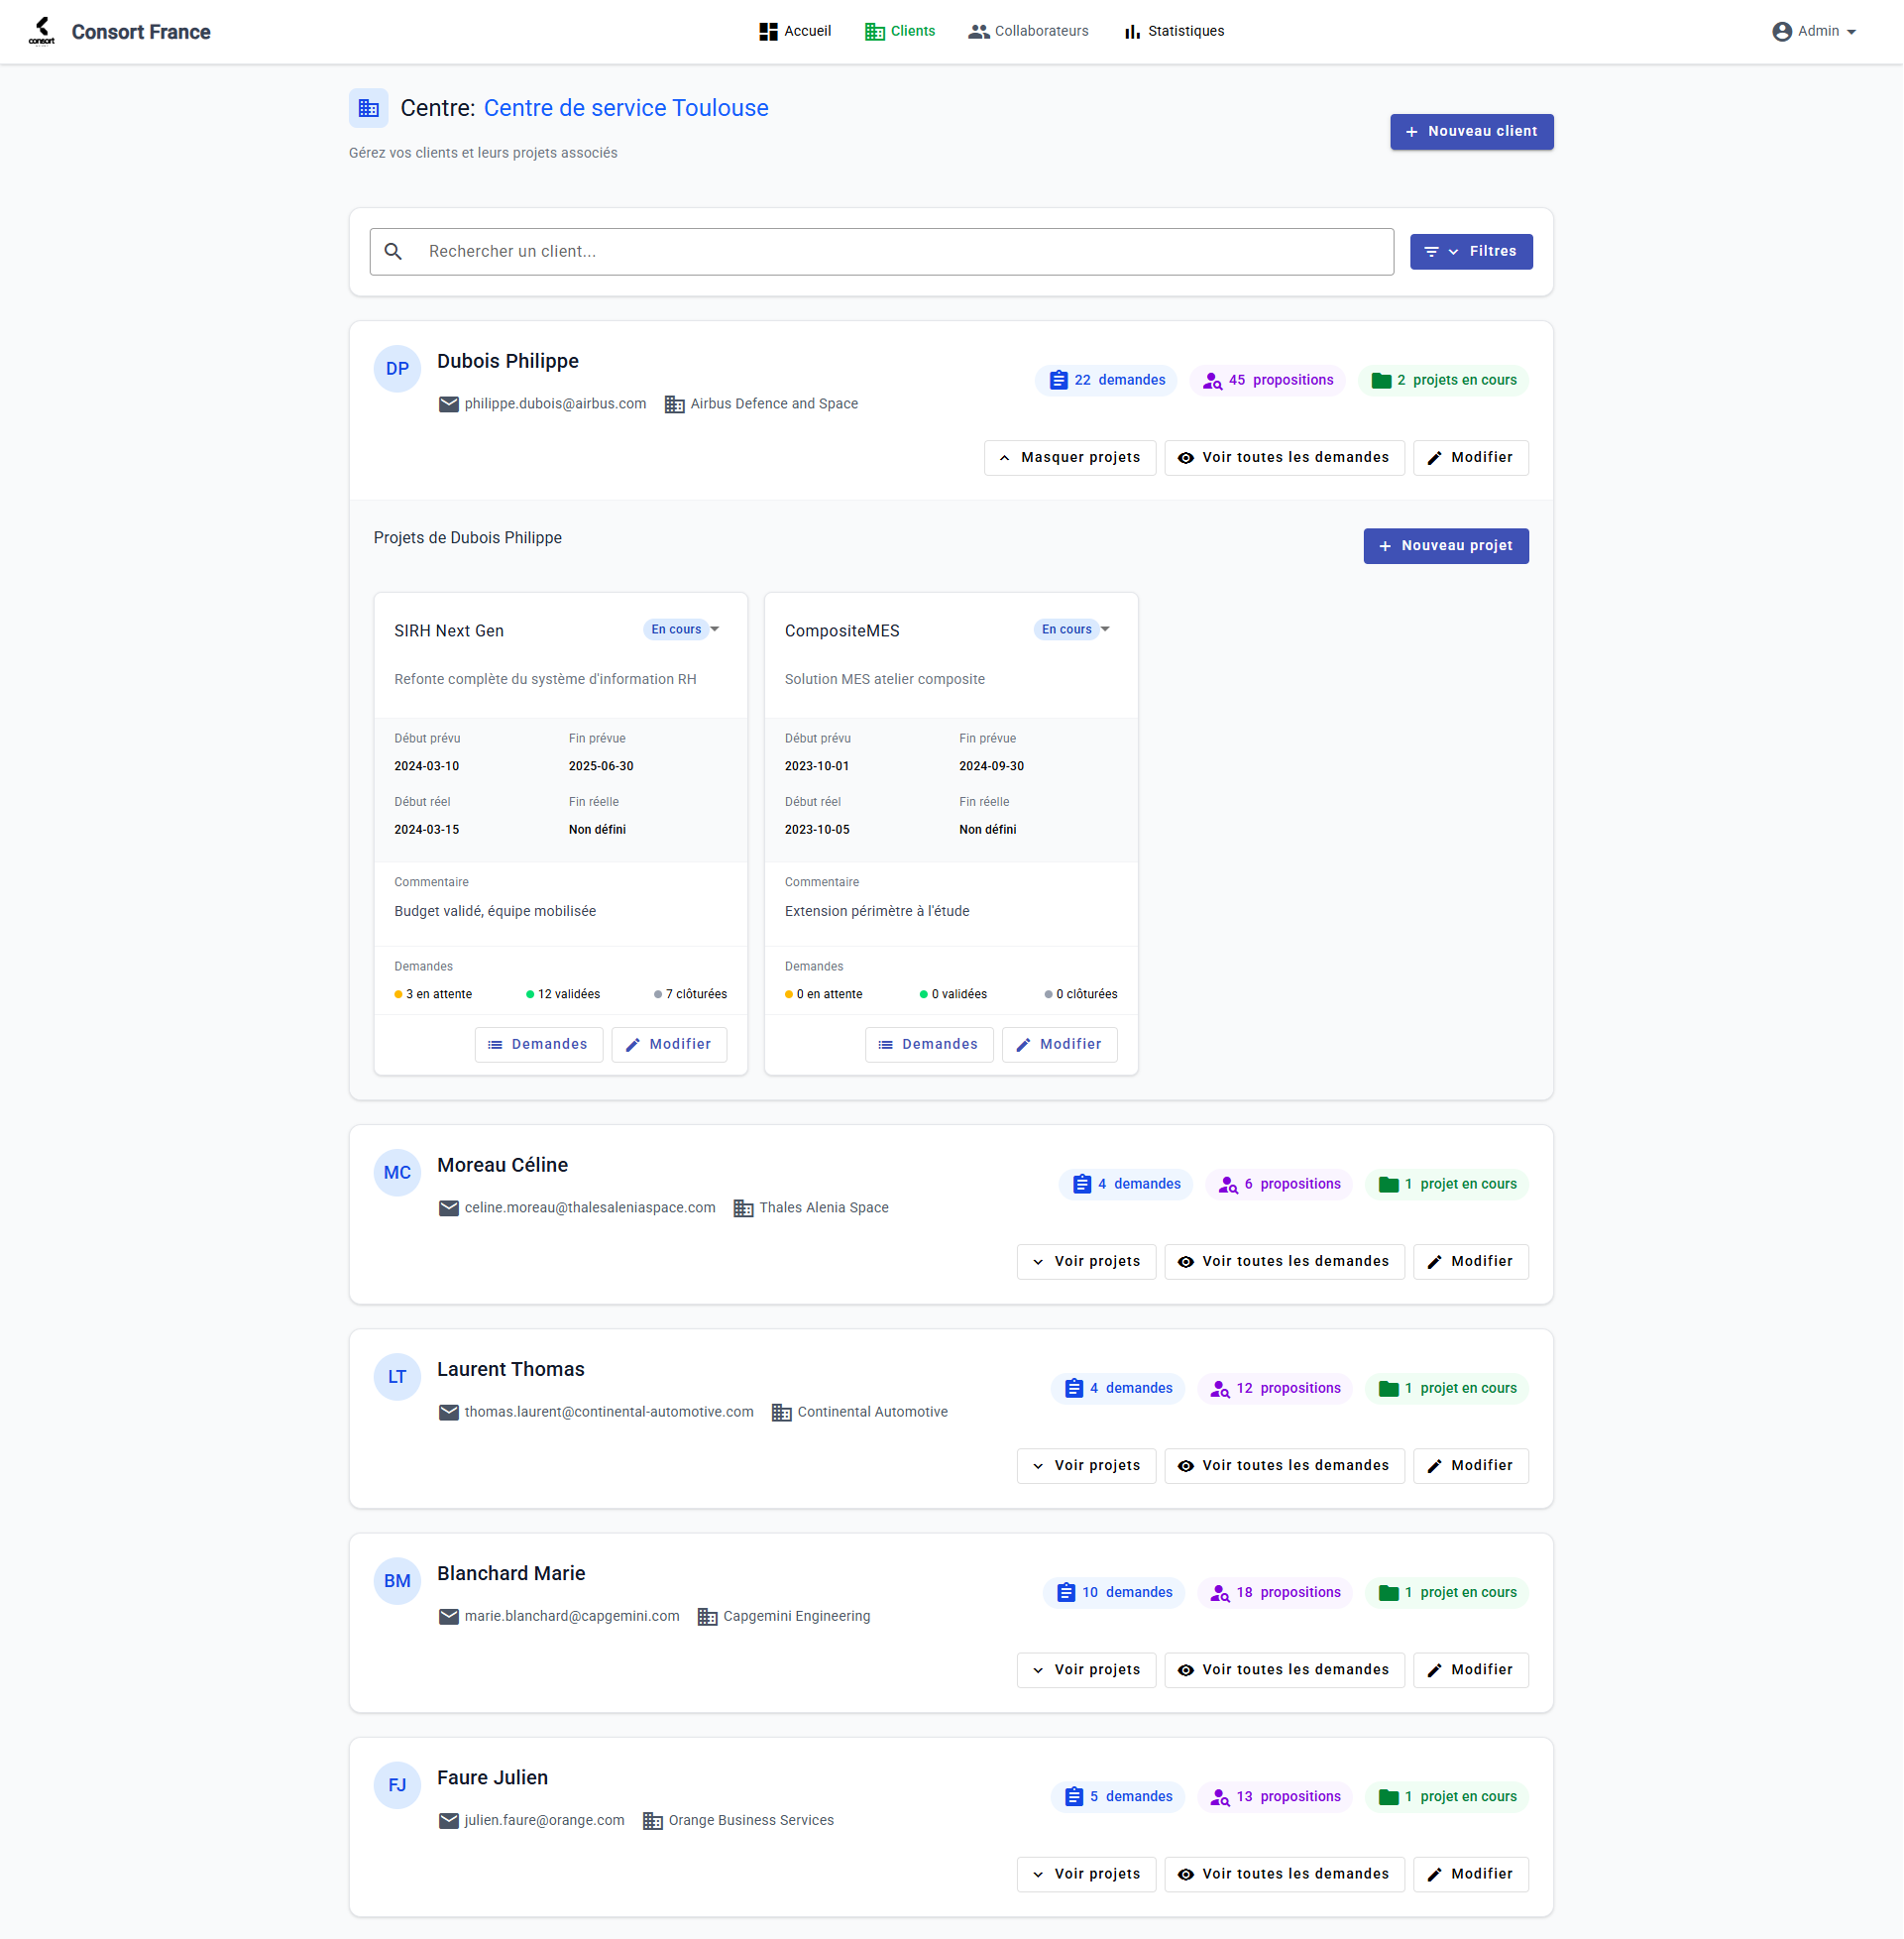 consort
Consort France
Accueil
Clients
Collaborateurs
Statistiques
Admin
Centre: Centre de service Toulouse
Gérez vos clients et leurs projets associés
+ Nouveau client
Rechercher un client...
Filtres
DP
Dubois Philippe
philippe.dubois@airbus.com
Airbus Defence and Space
22 demandes
45 propositions
2 projets en cours
Masquer projets
Voir toutes les demandes
Modifier
Projets de Dubois Philippe
+ Nouveau projet
SIRH Next Gen
En cours
Refonte complète du système d'information RH
Début prévu
Fin prévue
2024-03-10
2025-06-30
Début réel
Fin réelle
2024-03-15
Non défini
Commentaire
Budget validé, équipe mobilisée
Demandes
3 en attente
12 validées
7 clôturées
Demandes
Modifier
CompositeMES
En cours
Solution MES atelier composite
Début prévu
Fin prévue
2023-10-01
2024-09-30
Début réel
Fin réelle
2023-10-05
Non défini
Commentaire
Extension périmètre à l'étude
Demandes
0 en attente
0 validées
0 clôturées
Demandes
Modifier
MC
Moreau Céline
celine.moreau@thalesaleniaspace.com
Thales Alenia Space
4 demandes
6 propositions
1 projet en cours
Voir projets
Voir toutes les demandes
Modifier
LT
Laurent Thomas
thomas.laurent@continental-automotive.com
Continental Automotive
4 demandes
12 propositions
1 projet en cours
Voir projets
Voir toutes les demandes
Modifier
BM
Blanchard Marie
marie.blanchard@capgemini.com
Capgemini Engineering
10 demandes
18 propositions
1 projet en cours
Voir projets
Voir toutes les demandes
Modifier
FJ
Faure Julien
julien.faure@orange.com
Orange Business Services
5 demandes
13 propositions
1 projet en cours
Voir projets
Voir toutes les demandes
Modifier